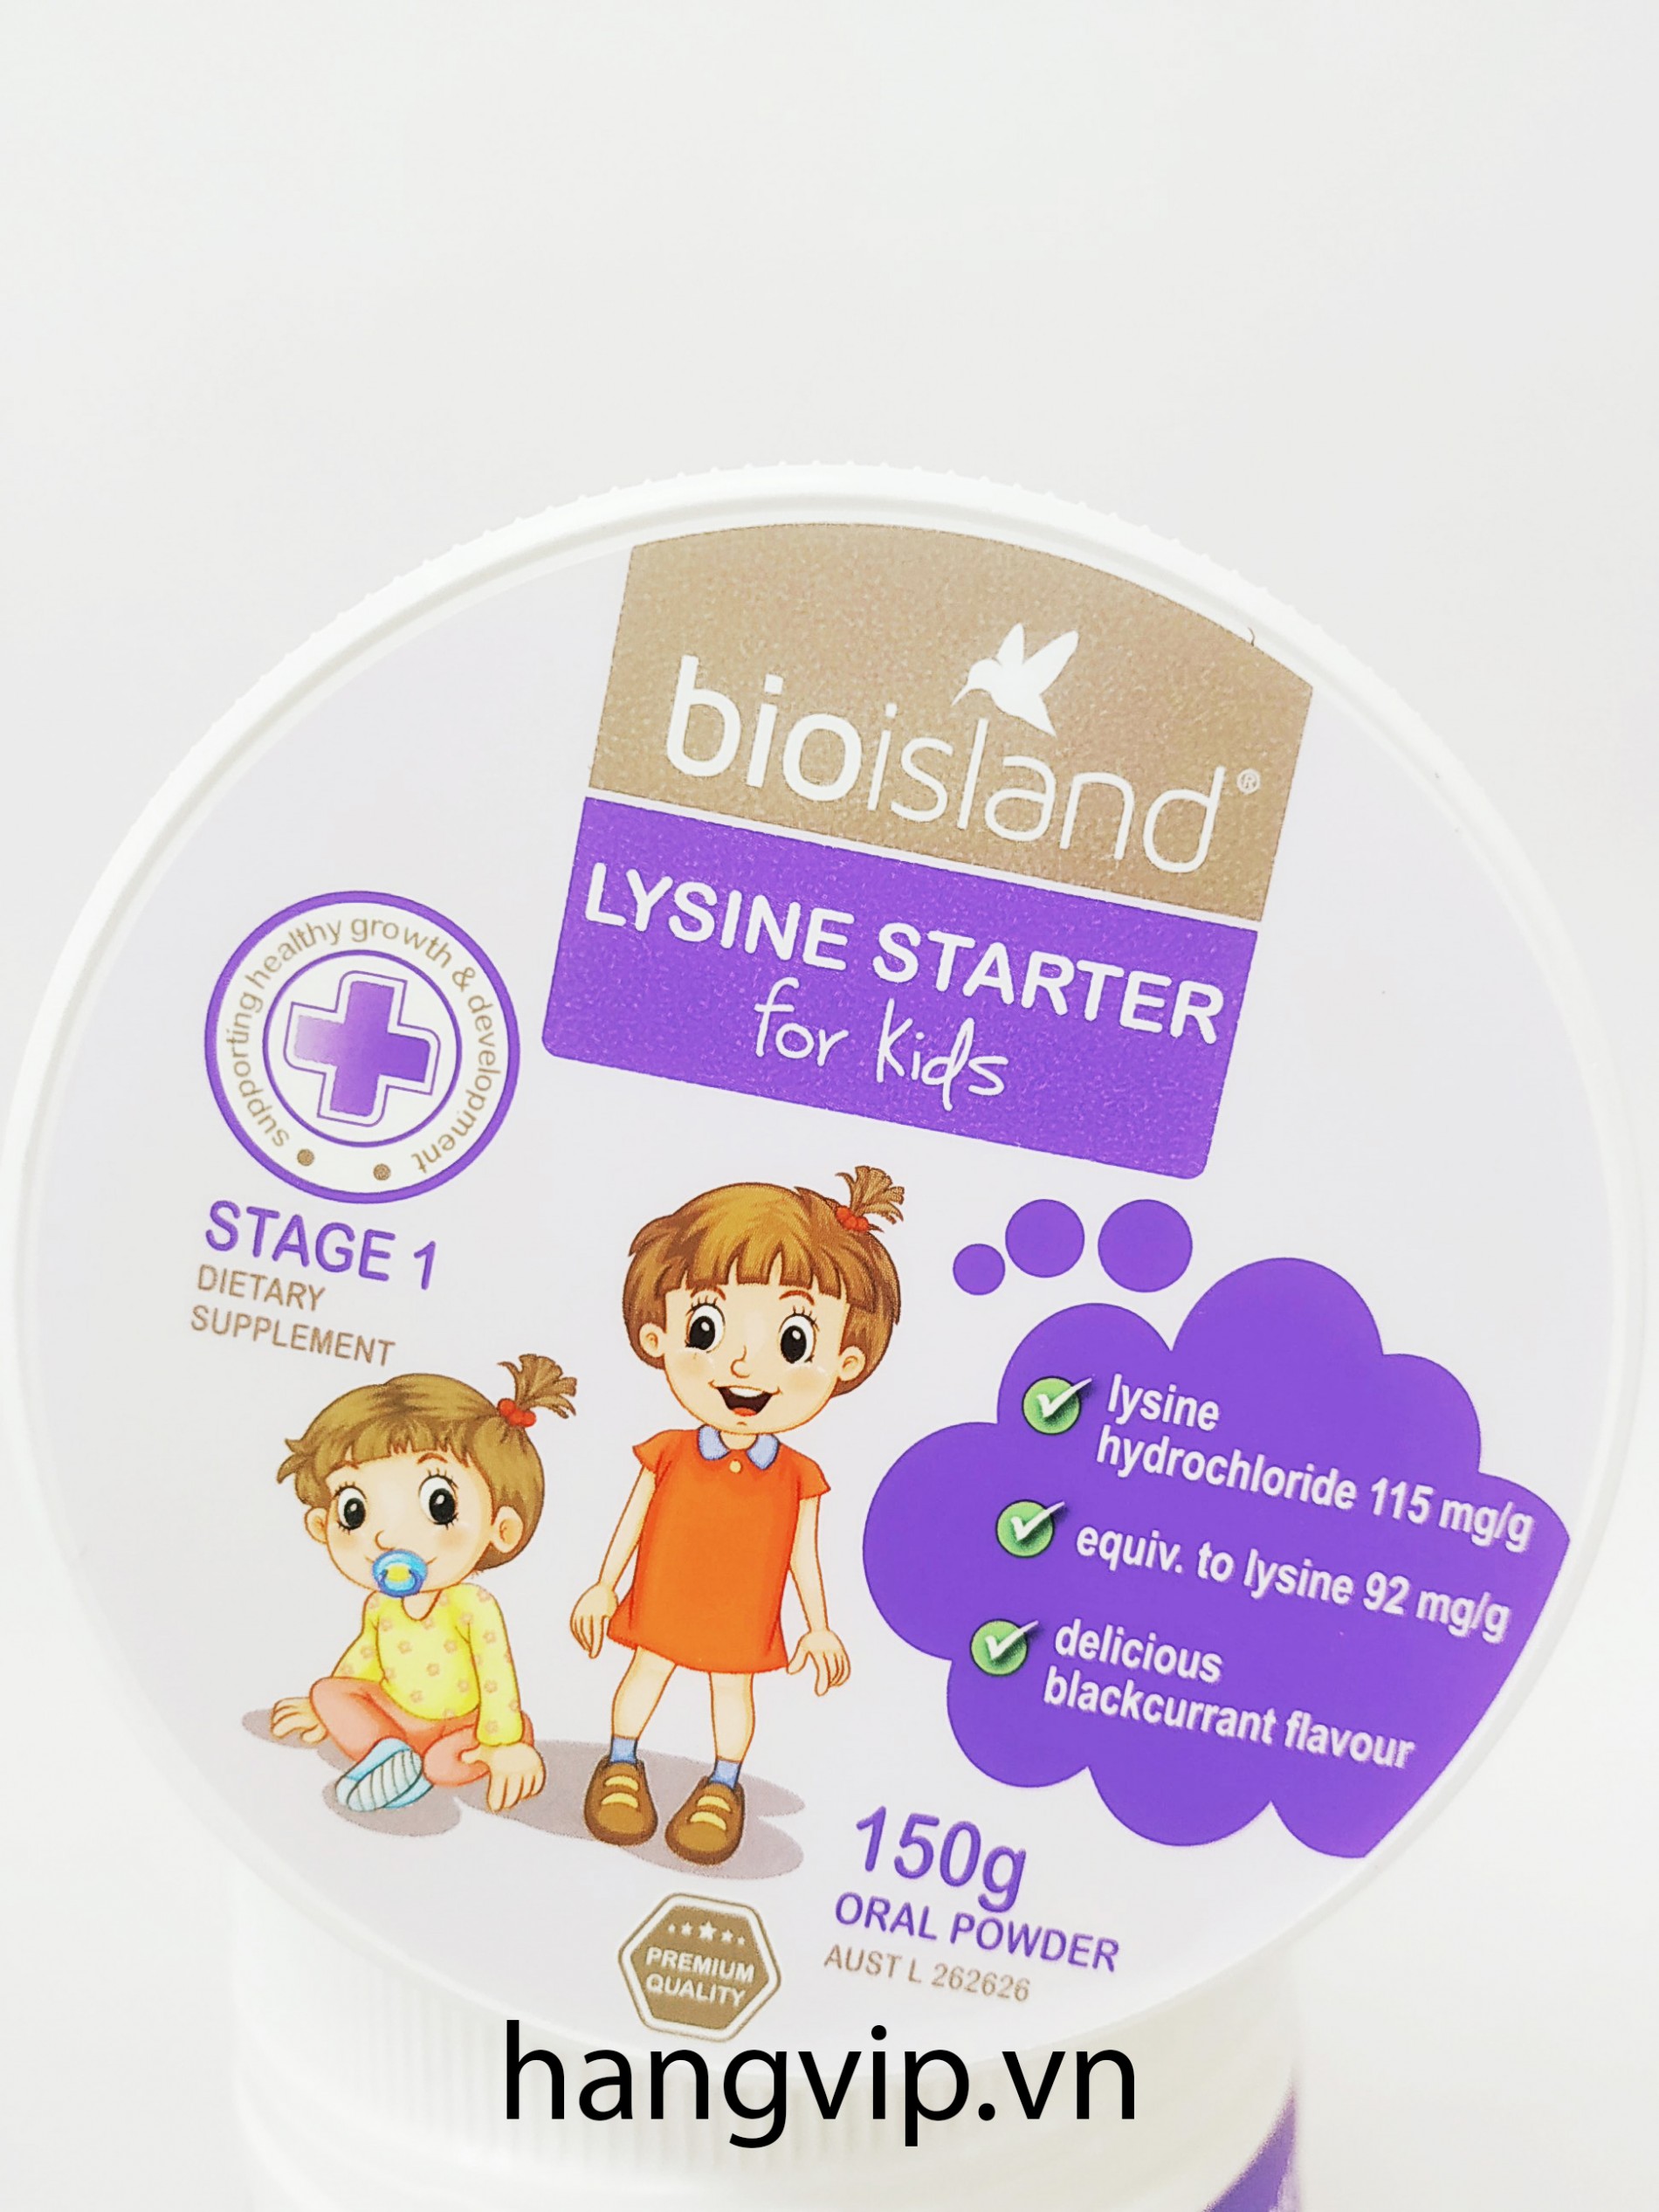 bioisland®
LYSINE STARTER
for kids
supporting healthy growth & development
STAGE 1
DIETARY
SUPPLEMENT
lysine
hydrochloride 115 mg/g
equiv. to lysine 92 mg/g
delicious
blackcurrant flavour
150g
ORAL POWDER
AUST L 262626
PREMIUM
QUALITY
hangvip.vn